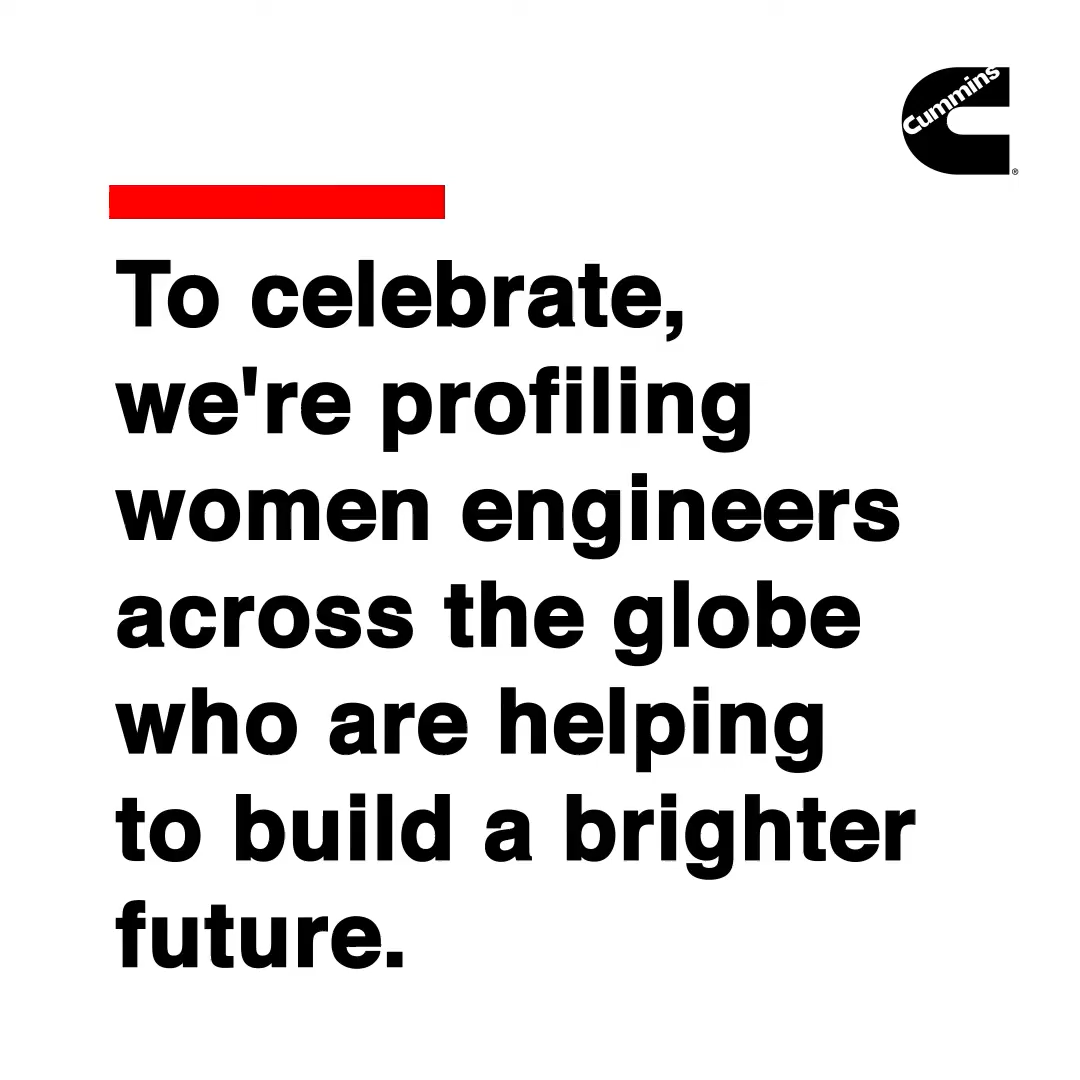 Cummins
®
To celebrate,
we're profiling
women engineers
across the globe
who are helping
to build a brighter
future.